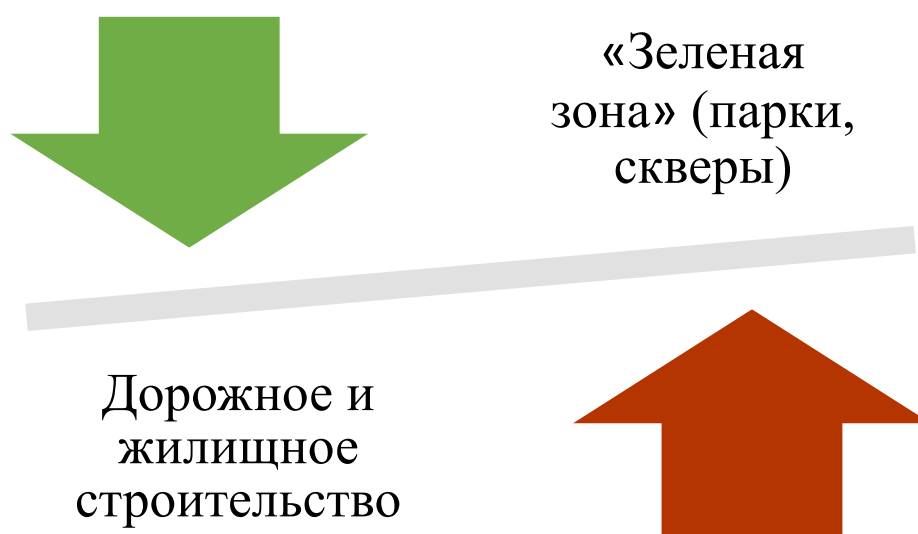 «Зеленая
зона» (парки,
скверы)
Дорожное и
жилищное
строительство